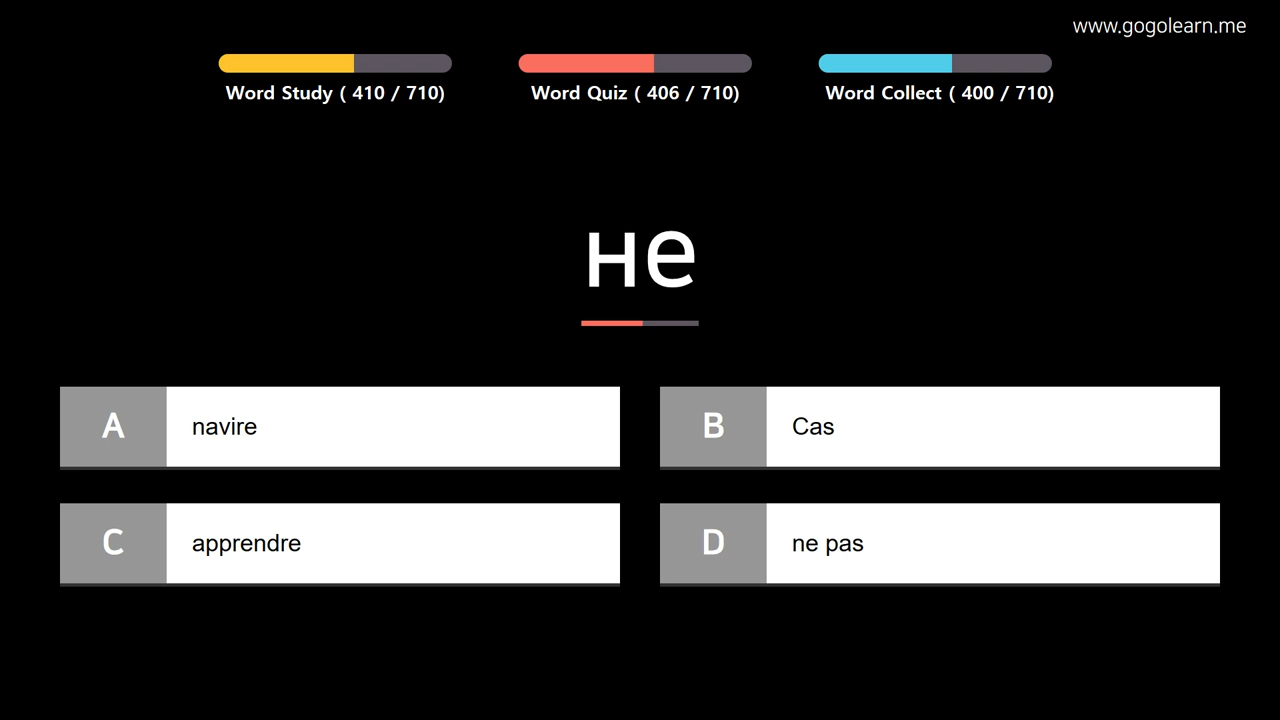 www.gogolearn.me
Word Study ( 410 / 710)
Word Quiz ( 406 / 710)
Word Collect ( 400 / 710)
не
A navire
B Cas
C apprendre
D ne pas